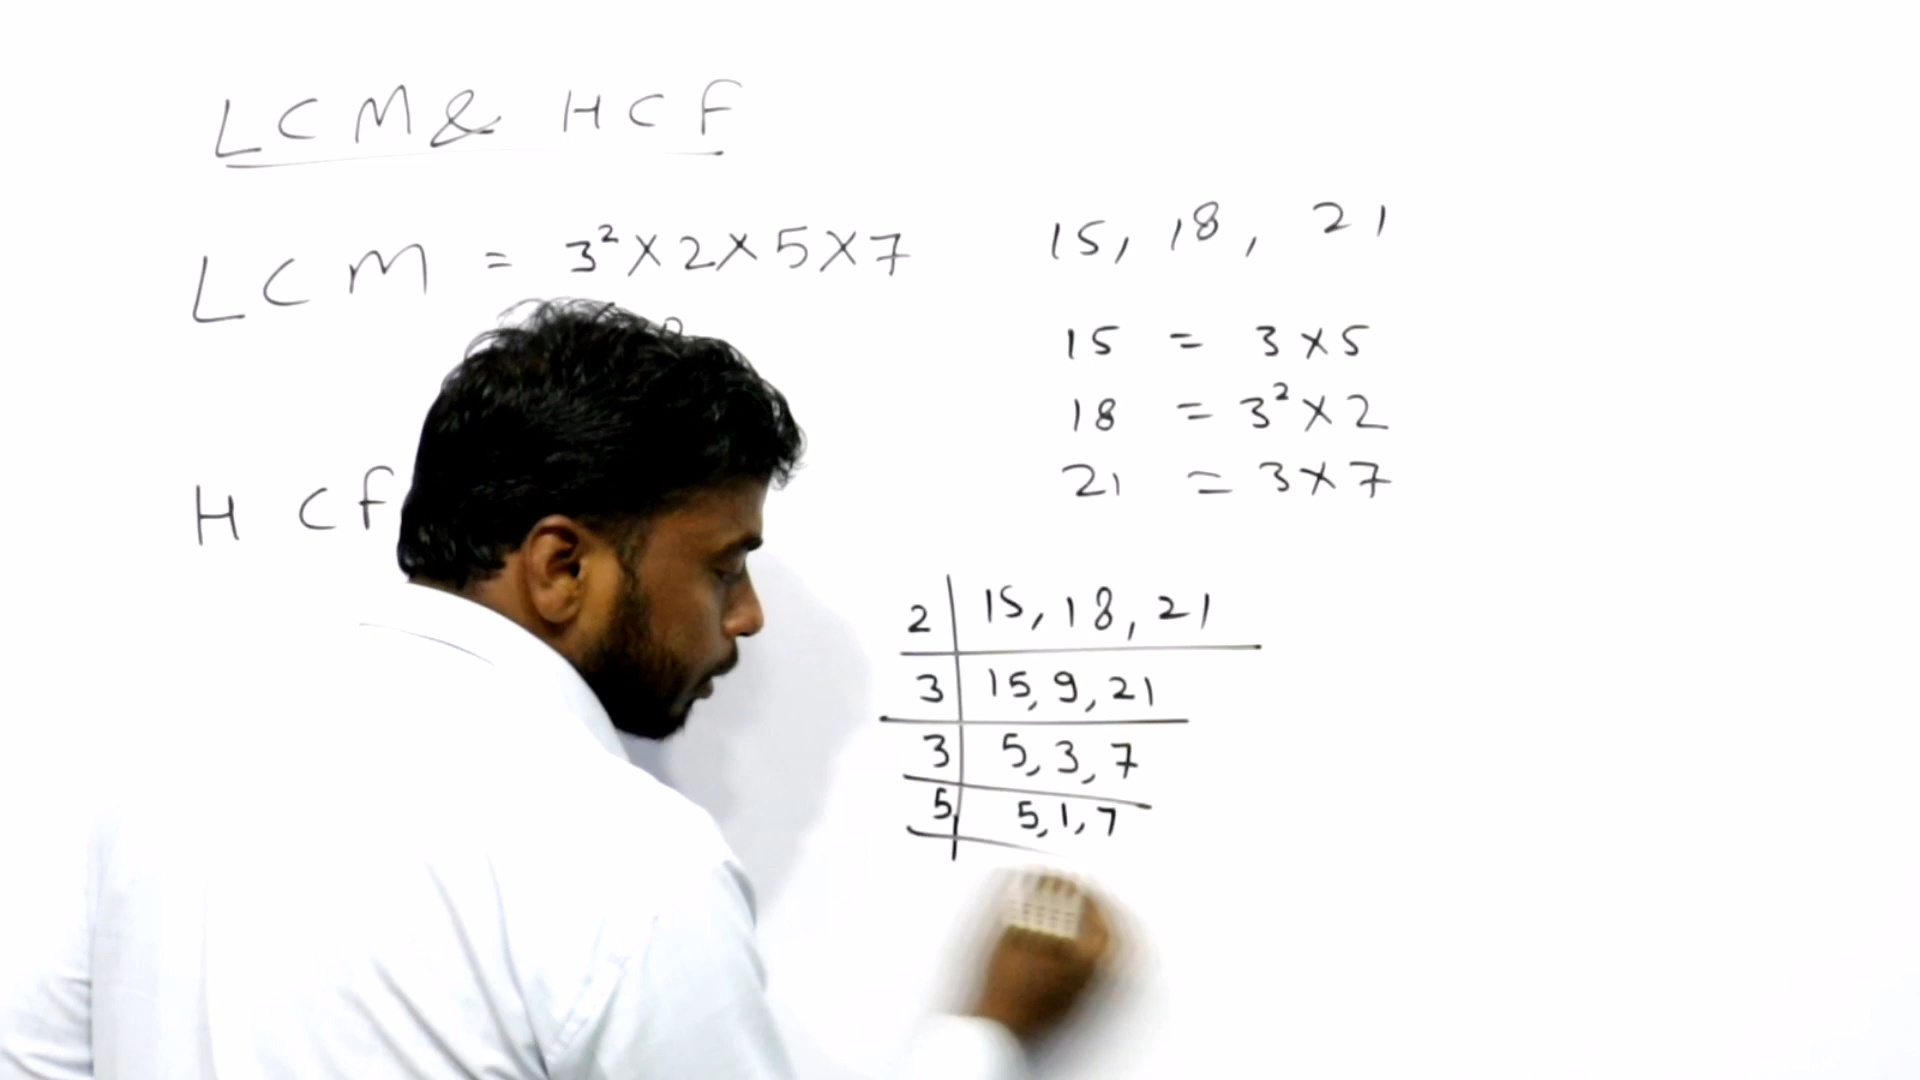 LCM & HCF
LCM = 3² X 2 X 5 X 7
15, 18, 21
15 = 3 X 5
18 = 3² X 2
21 = 3 X 7
HCF
2 | 15, 18, 21
3 | 15, 9, 21
3 | 5, 3, 7
5 | 5, 1, 7